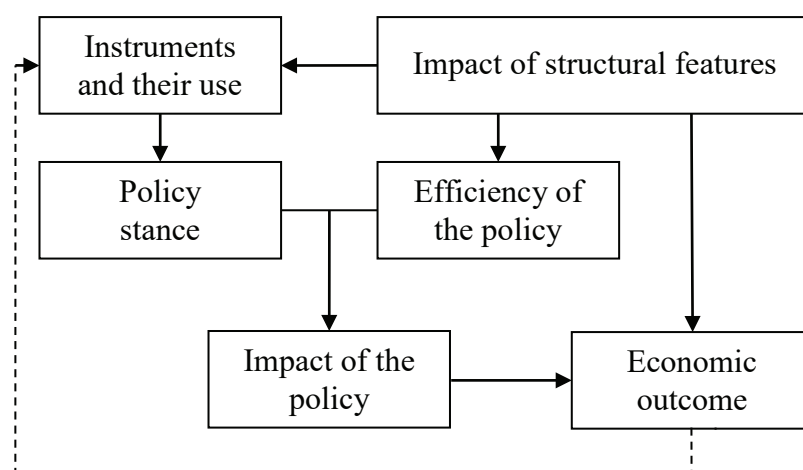 Instruments
and their use
Impact of structural features
Policy
stance
Efficiency of
the policy
Impact of the
policy
Economic
outcome